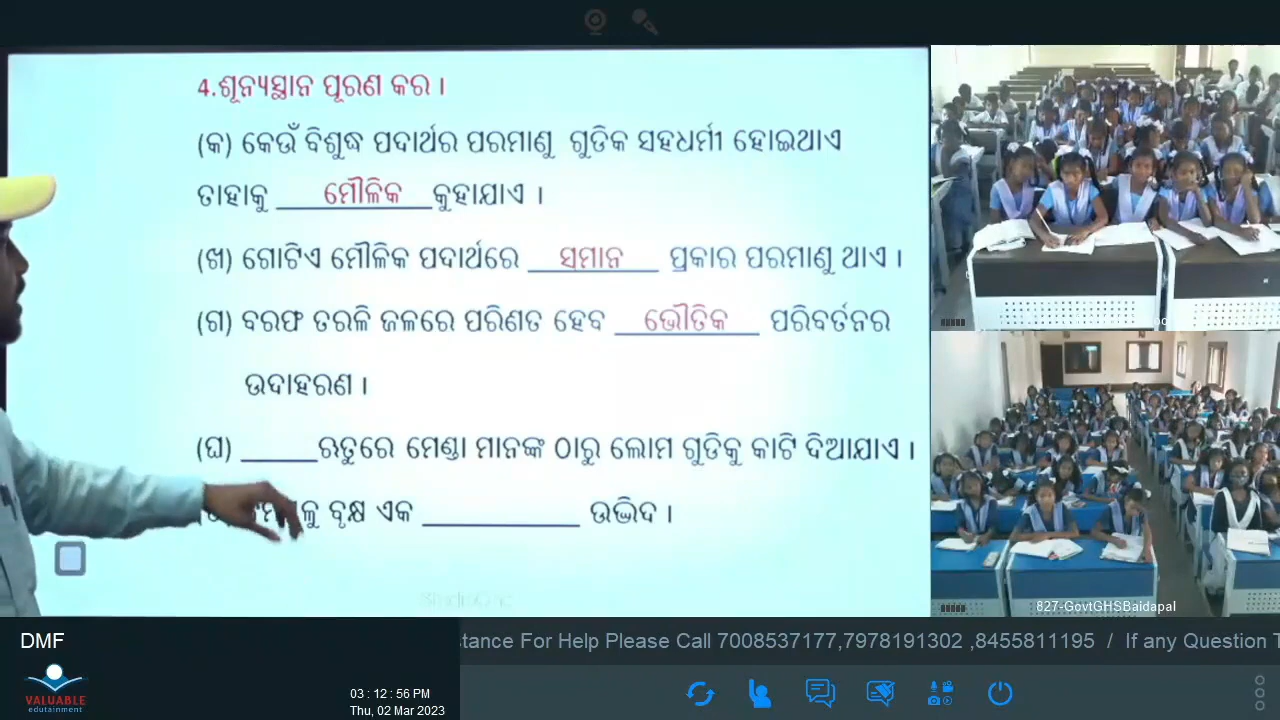 4.ଶୂନ୍ୟସ୍ଥାନ ପୂରଣ କର ।
(କ) କେଉଁ ବିଶୁଦ୍ଧ ପଦାର୍ଥର ପରମାଣୁ ଗୁଡିକ ସହଧର୍ମୀ ହୋଇଥାଏ
ତାହାକୁ ମୌଳିକ କୁହାଯାଏ ।
(ଖ) ଗୋଟିଏ ମୌଳିକ ପଦାର୍ଥରେ ସମାନ ପ୍ରକାର ପରମାଣୁ ଥାଏ ।
(ଗ) ବରଫ ତରଳି ଜଳରେ ପରିଣତ ହେବ ଭୌତିକ ପରିବର୍ତନର
ଉଦାହରଣ ।
(ଘ) _____ଋତୁରେ ମେଣ୍ଢା ମାନଙ୍କ ଠାରୁ ଲୋମ ଗୁଡିକୁ କାଟି ଦିଆଯାଏ ।
ବୃକ୍ଷ ଏକ __________ ଉଦ୍ଭିଦ ।
827-GovtGHSBaidapal
DMF
stance For Help Please Call 7008537177,7978191302 ,8455811195 / If any Question T
VALUABLE
edutainment
03 : 12 : 56 PM
Thu, 02 Mar 2023